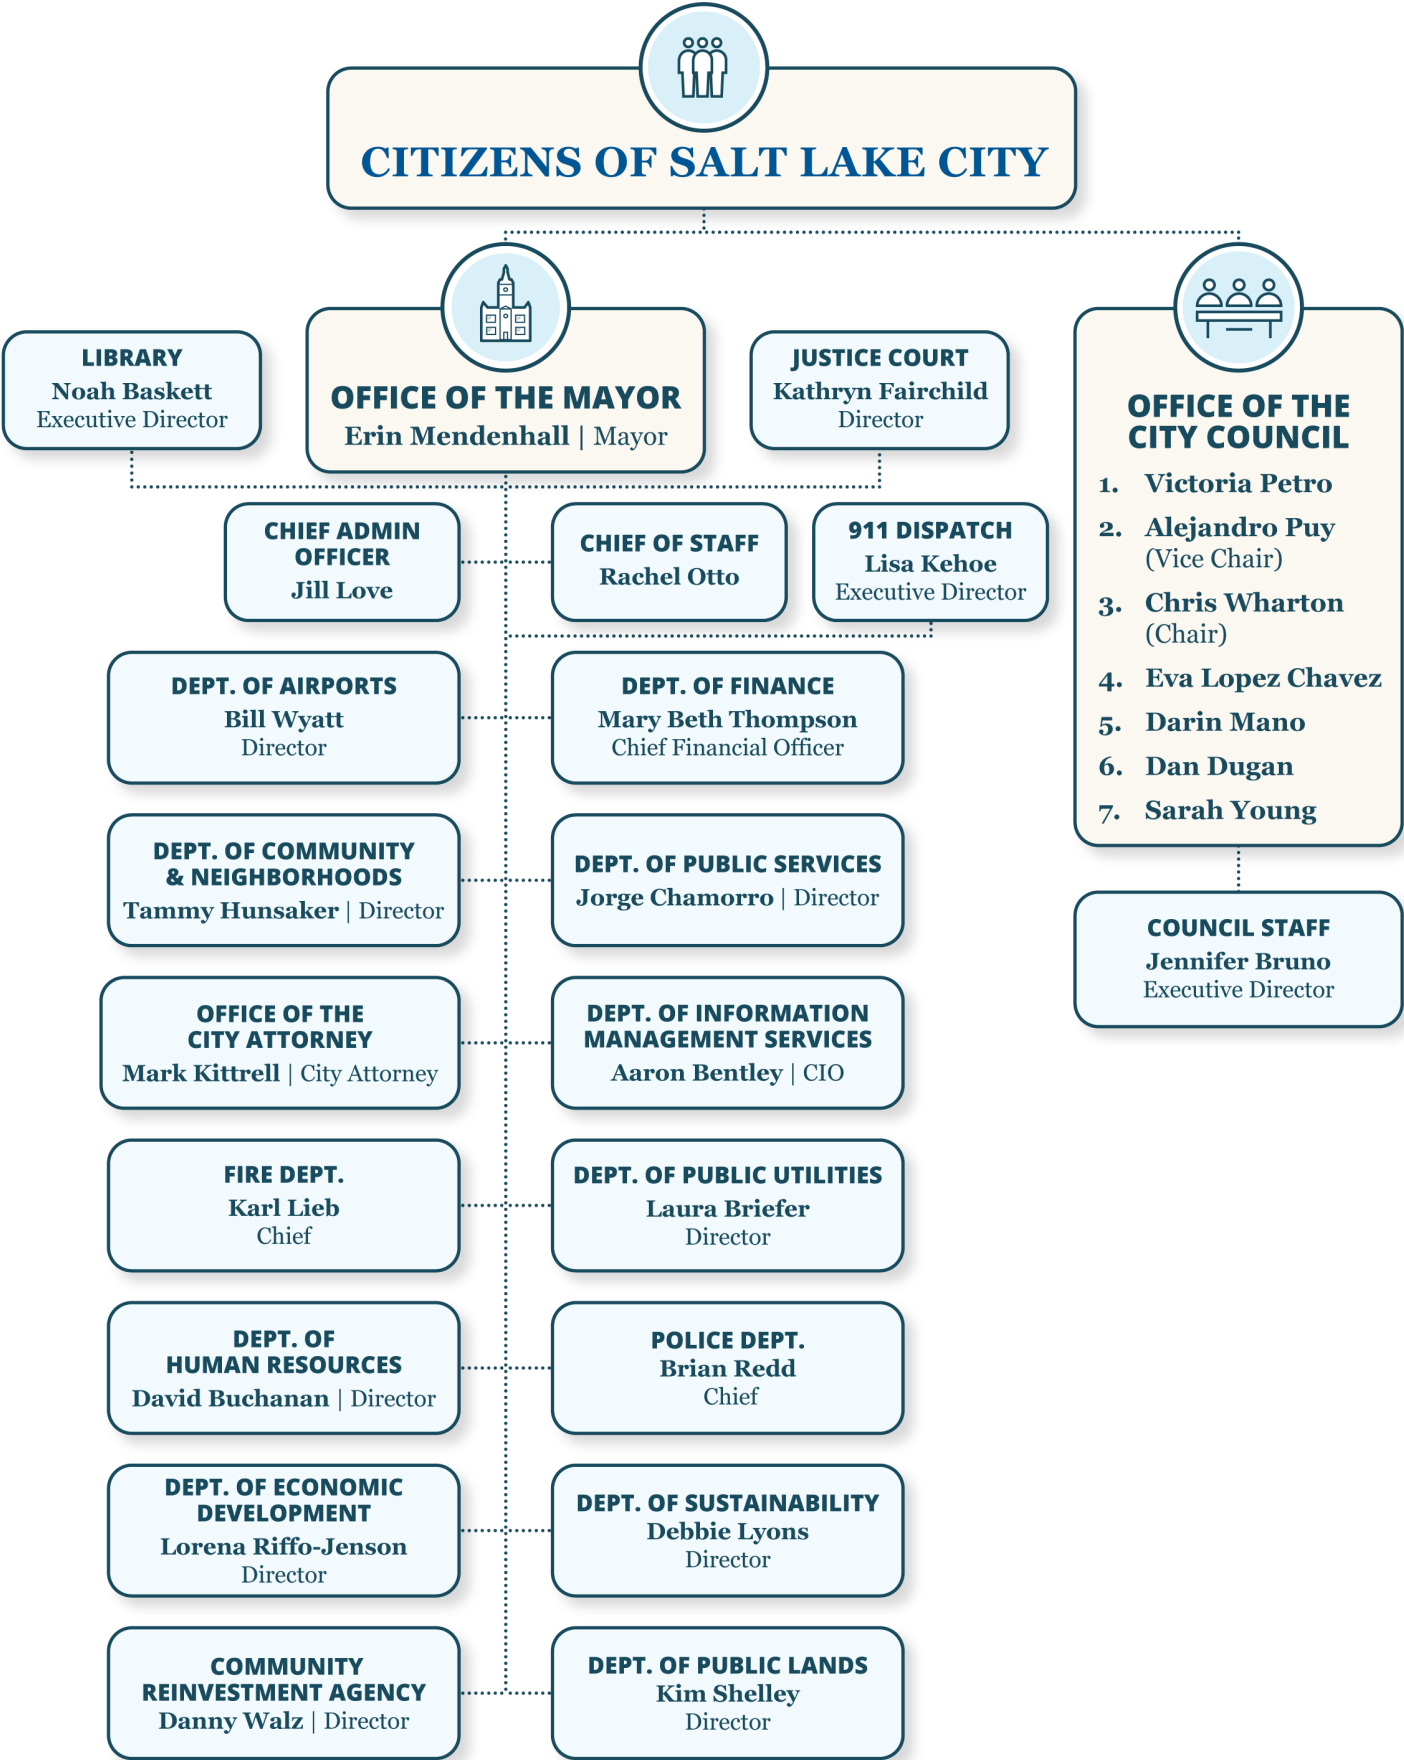 CITIZENS OF SALT LAKE CITY
LIBRARY
Noah Baskett
Executive Director
OFFICE OF THE MAYOR
Erin Mendenhall | Mayor
JUSTICE COURT
Kathryn Fairchild
Director
OFFICE OF THE
CITY COUNCIL
1. Victoria Petro
2. Alejandro Puy
(Vice Chair)
3. Chris Wharton
(Chair)
4. Eva Lopez Chavez
5. Darin Mano
6. Dan Dugan
7. Sarah Young
COUNCIL STAFF
Jennifer Bruno
Executive Director
CHIEF ADMIN
OFFICER
Jill Love
CHIEF OF STAFF
Rachel Otto
911 DISPATCH
Lisa Kehoe
Executive Director
DEPT. OF AIRPORTS
Bill Wyatt
Director
DEPT. OF FINANCE
Mary Beth Thompson
Chief Financial Officer
DEPT. OF COMMUNITY
& NEIGHBORHOODS
Tammy Hunsaker | Director
DEPT. OF PUBLIC SERVICES
Jorge Chamorro | Director
OFFICE OF THE
CITY ATTORNEY
Mark Kittrell | City Attorney
DEPT. OF INFORMATION
MANAGEMENT SERVICES
Aaron Bentley | CIO
FIRE DEPT.
Karl Lieb
Chief
DEPT. OF PUBLIC UTILITIES
Laura Briefer
Director
DEPT. OF
HUMAN RESOURCES
David Buchanan | Director
POLICE DEPT.
Brian Redd
Chief
DEPT. OF ECONOMIC
DEVELOPMENT
Lorena Riffo-Jenson
Director
DEPT. OF SUSTAINABILITY
Debbie Lyons
Director
COMMUNITY
REINVESTMENT AGENCY
Danny Walz | Director
DEPT. OF PUBLIC LANDS
Kim Shelley
Director